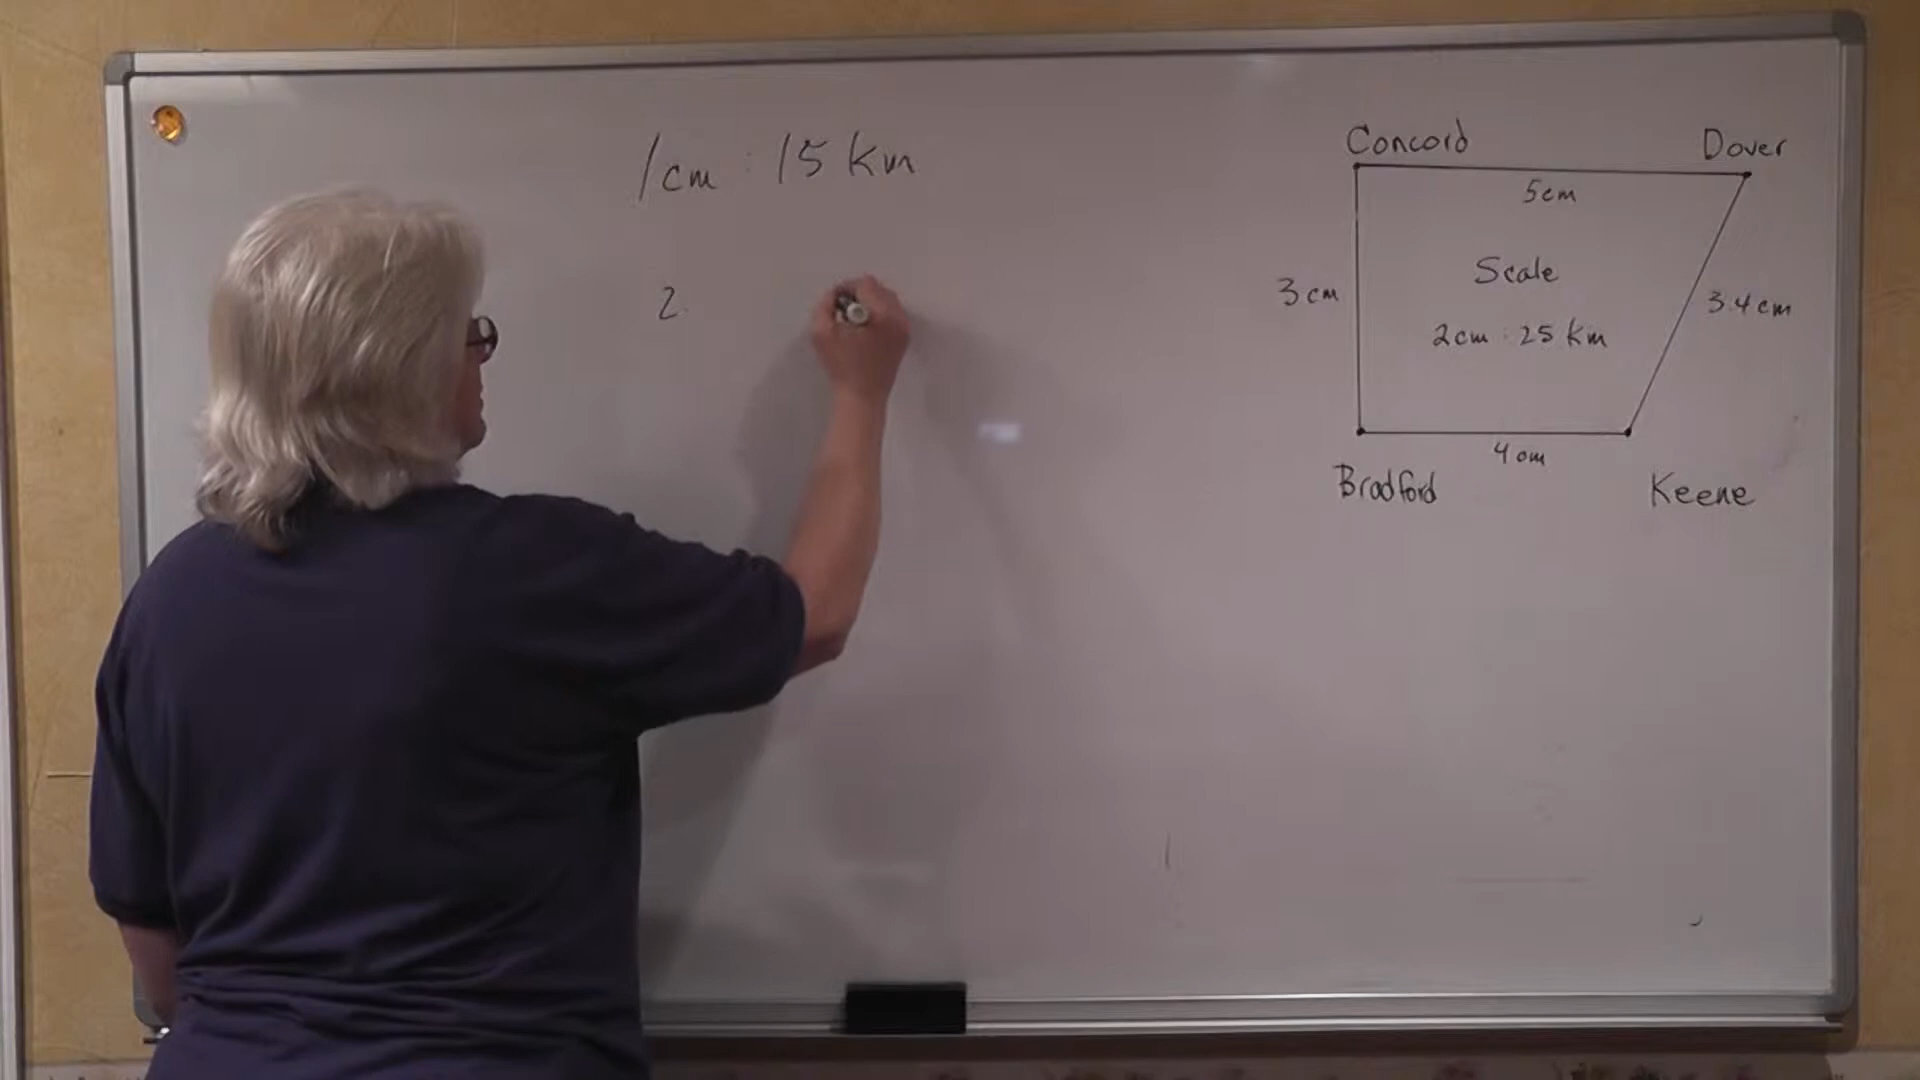 1cm : 15 km
2.
Concord
Dover
5cm
Scale
3cm
3.4cm
2cm : 25 km
4cm
Bradford
Keene